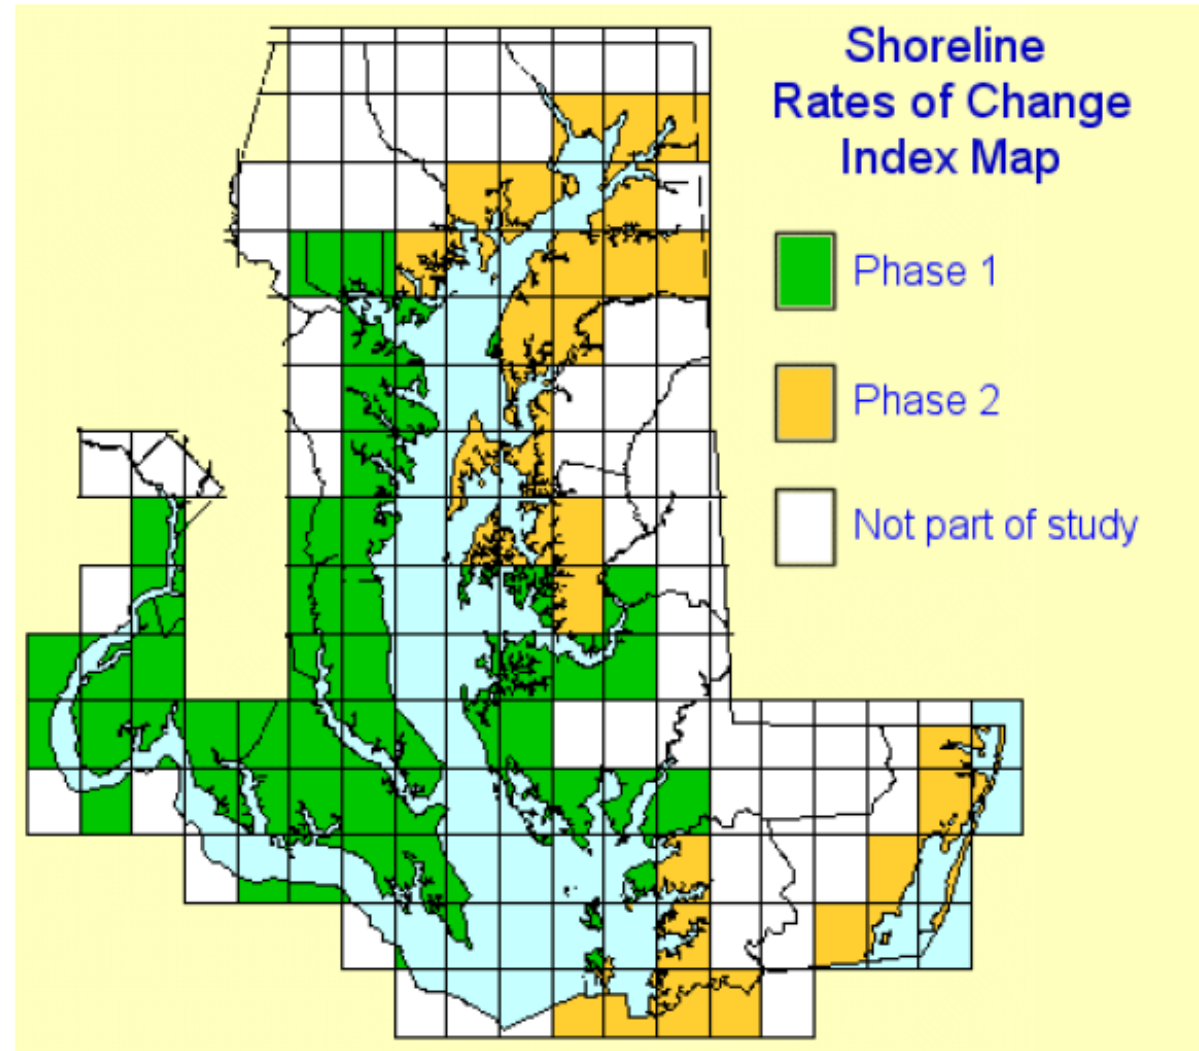 Shoreline
Rates of Change
Index Map
Phase 1
Phase 2
Not part of study